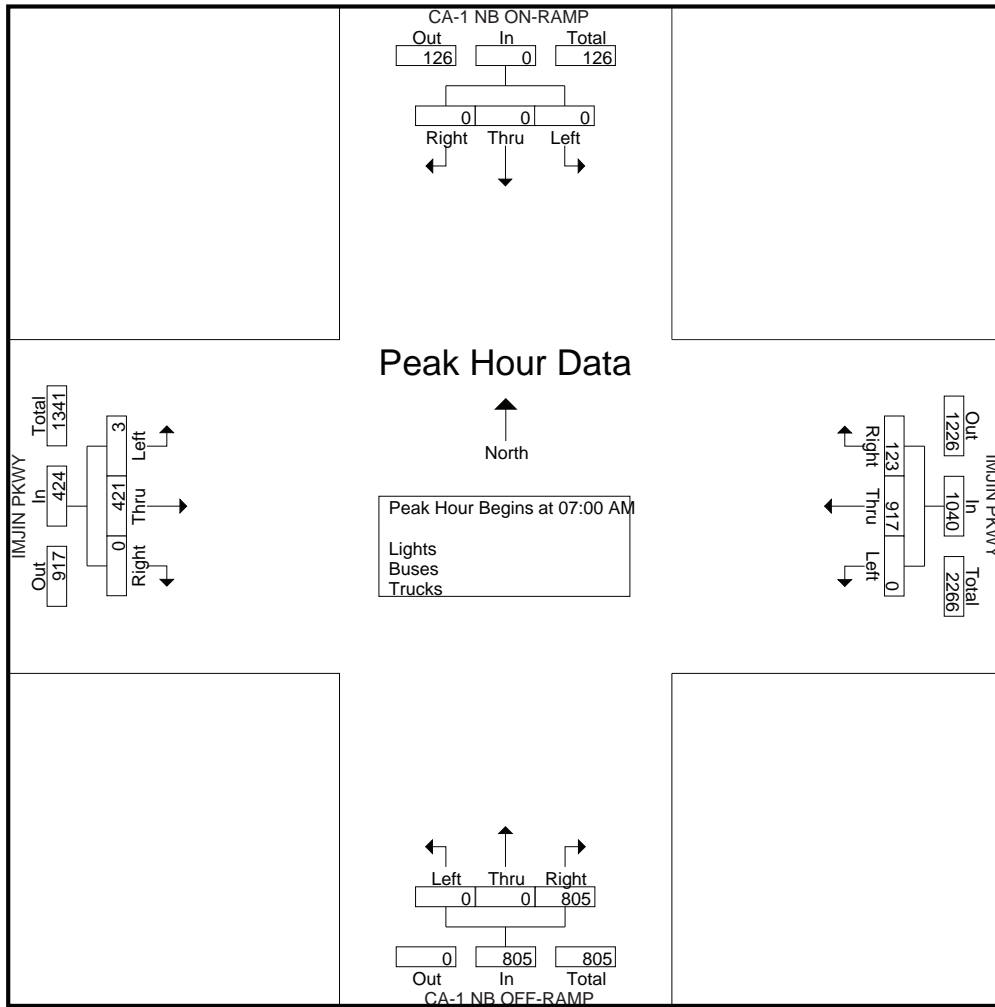 CA-1 NB ON-RAMP
Out In Total
126 0 126
0 0 0
Right Thru Left
Peak Hour Data
North
Peak Hour Begins at 07:00 AM
Lights
Buses
Trucks
IMJIN PKWY
Total In Out
1341 424 917
3 421 0
Left Thru Right
IMJIN PKWY
Out In Total
1226 1040 2266
123 917 0
Right Thru Left
Left Thru Right
0 0 805
0 805 805
Out In Total
CA-1 NB OFF-RAMP